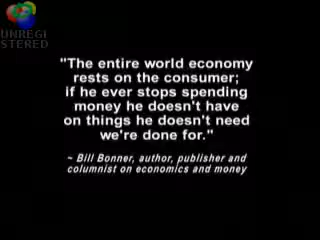 UNREGI
STERED
"The entire world economy
rests on the consumer;
if he ever stops spending
money he doesn't have
on things he doesn't need
we're done for."
~ Bill Bonner, author, publisher and
columnist on economics and money